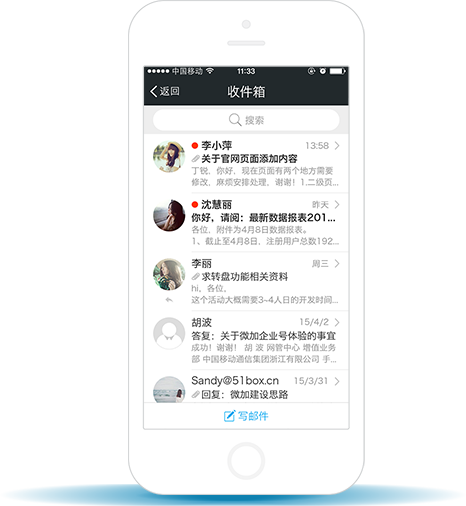 中国移动 11:33
返回 收件箱
搜索
李小萍 13:58
关于官网页面添加内容
丁锐，你好，现在页面有两个地方需要
修改，麻烦安排处理，谢谢！1.二级页...
沈慧丽 昨天
你好，请阅：最新数据报表201...
各位，附件为4月8日数据报表。
1、截止至4月8日，注册用户总数192...
李丽 周三
求转盘功能相关资料
hi，各位，
这个活动大概需要3~4人日的开发时间...
胡波 15/4/2
答复：关于微加企业号体验的事宜
成功！谢谢！ 胡 波 网管中心 增值业务
部 中国移动通信集团浙江有限公司 手...
Sandy@51box.cn 15/3/31
回复：微加建设思路
写邮件